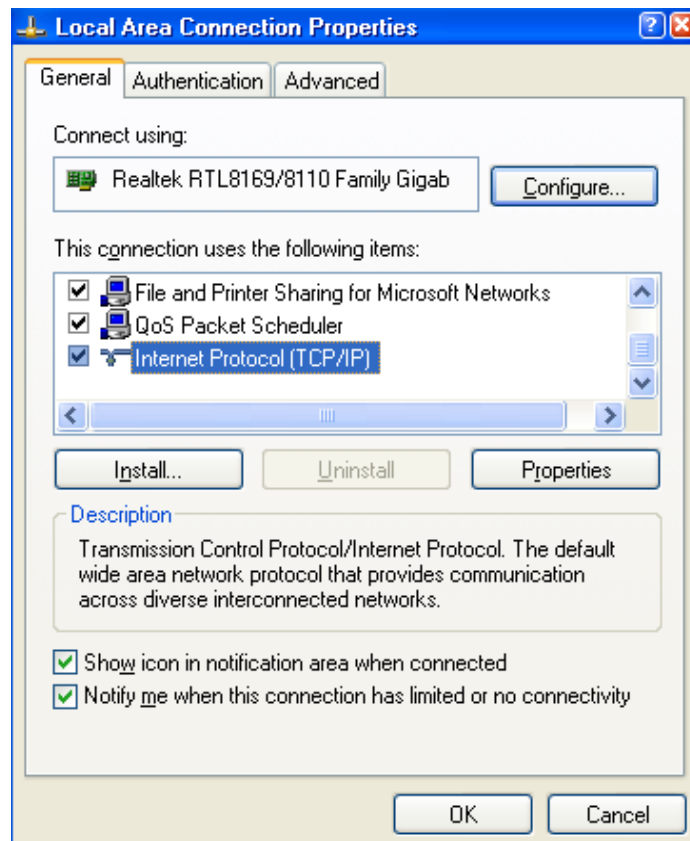 Local Area Connection Properties
General Authentication Advanced
Connect using:
Realtek RTL8169/8110 Family Gigab
Configure...
This connection uses the following items:
File and Printer Sharing for Microsoft Networks
QoS Packet Scheduler
Internet Protocol (TCP/IP)
Install... Uninstall Properties
Description
Transmission Control Protocol/Internet Protocol. The default
wide area network protocol that provides communication
across diverse interconnected networks.
Show icon in notification area when connected
Notify me when this connection has limited or no connectivity
OK Cancel